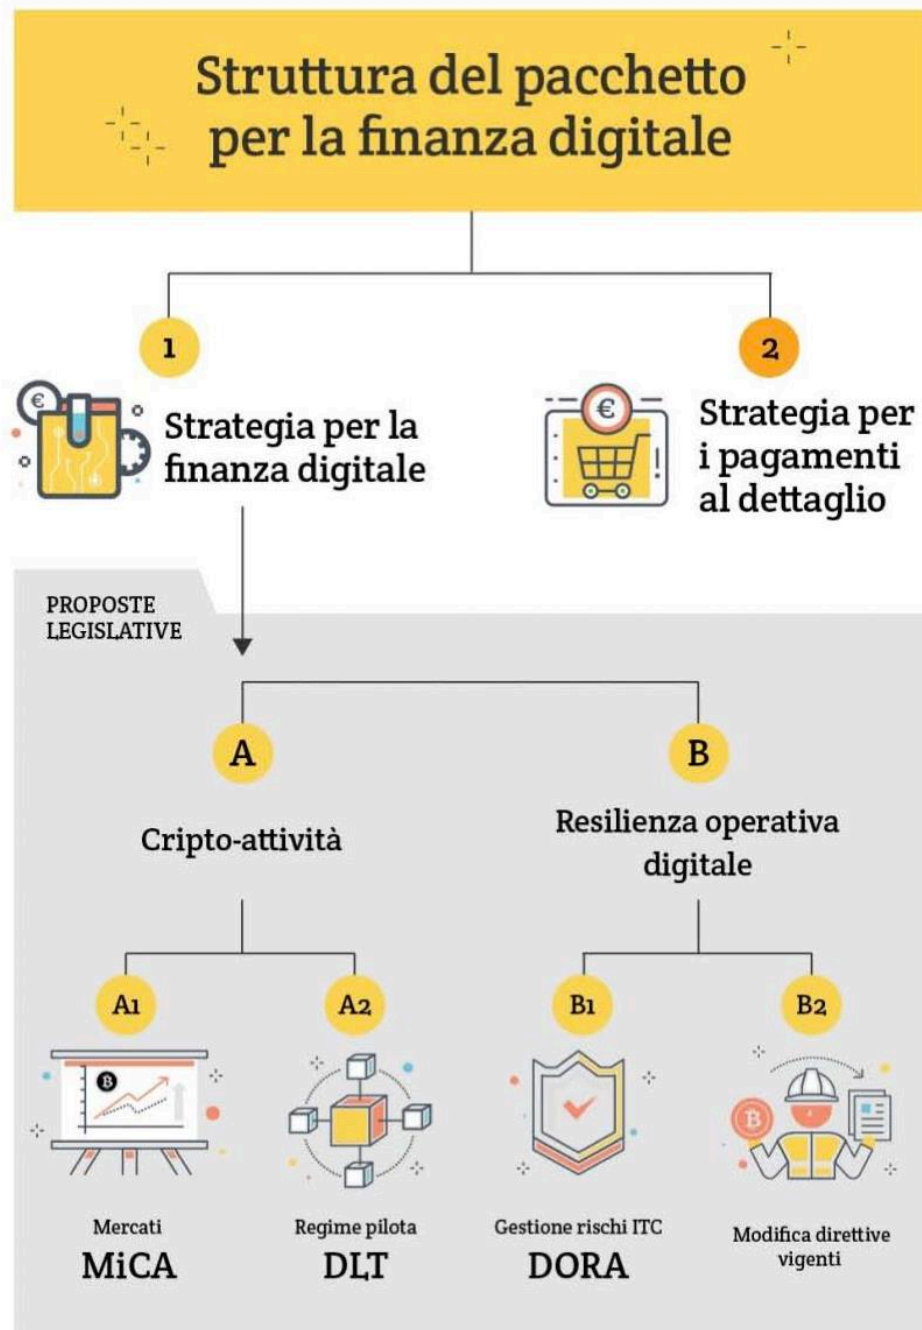 Struttura del pacchetto
per la finanza digitale
1
Strategia per la
finanza digitale
€
2
Strategia per
i pagamenti
al dettaglio
€
PROPOSTE
LEGISLATIVE
A
Cripto-attività
B
Resilienza operativa
digitale
A1
Mercati
MiCA
A2
Regime pilota
DLT
B1
Gestione rischi ITC
DORA
B2
Modifica direttive
vigenti